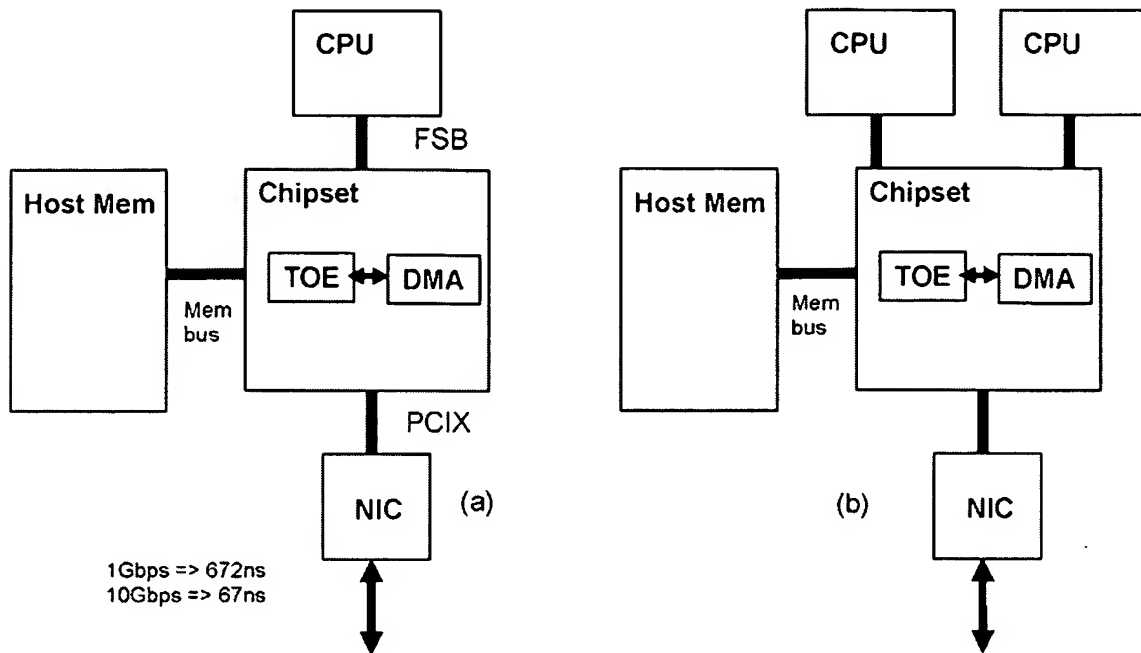 CPU
FSB
Host Mem
Chipset
TOE
DMA
Mem
bus
PCIX
NIC
(a)
1Gbps => 672ns
10Gbps => 67ns
CPU
CPU
Host Mem
Chipset
TOE
DMA
Mem
bus
(b)
NIC